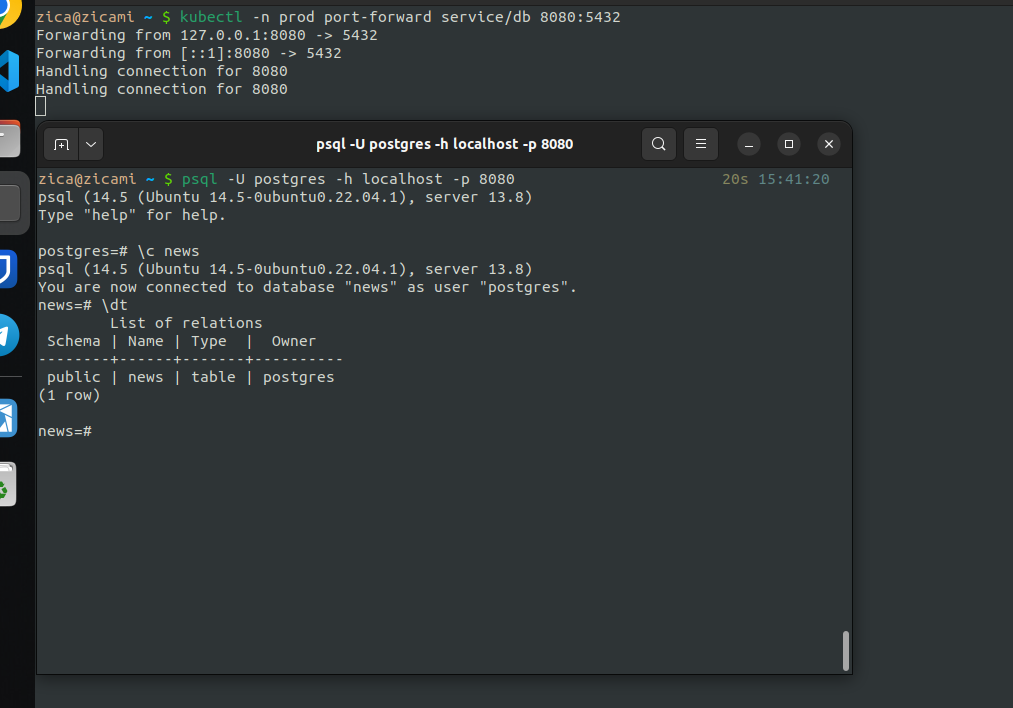 zica@zicami ~ $ kubectl -n prod port-forward service/db 8080:5432
Forwarding from 127.0.0.1:8080 -> 5432
Forwarding from [::1]:8080 -> 5432
Handling connection for 8080
Handling connection for 8080
psql -U postgres -h localhost -p 8080
zica@zicami ~ $ psql -U postgres -h localhost -p 8080 20s 15:41:20
psql (14.5 (Ubuntu 14.5-0ubuntu0.22.04.1), server 13.8)
Type "help" for help.
postgres=# \c news
psql (14.5 (Ubuntu 14.5-0ubuntu0.22.04.1), server 13.8)
You are now connected to database "news" as user "postgres".
news=# \dt
List of relations
Schema | Name | Type | Owner
--------+------+-------+----------
public | news | table | postgres
(1 row)
news=#